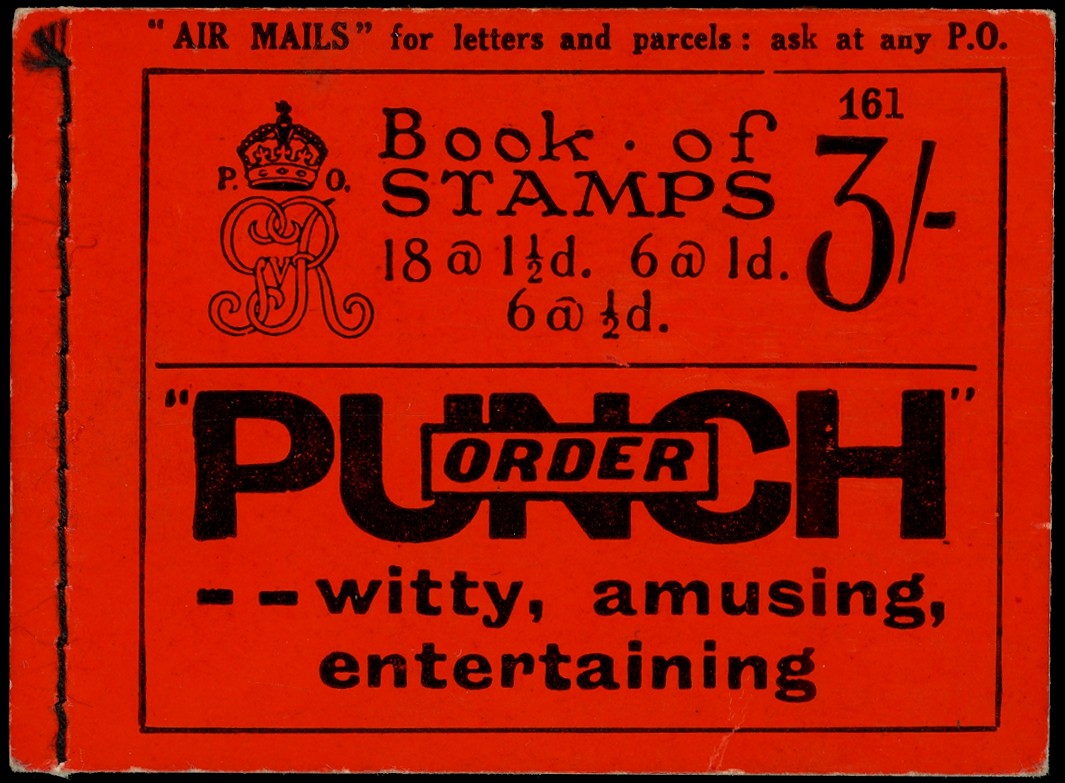 "AIR MAILS" for letters and parcels: ask at any P.O.
161
Book · of
STAMPS
3/-
P. O.
GRV
18 @ 1½d. 6 @ 1d.
6 @ ½d.
"PUNCH"
ORDER
--witty, amusing,
entertaining